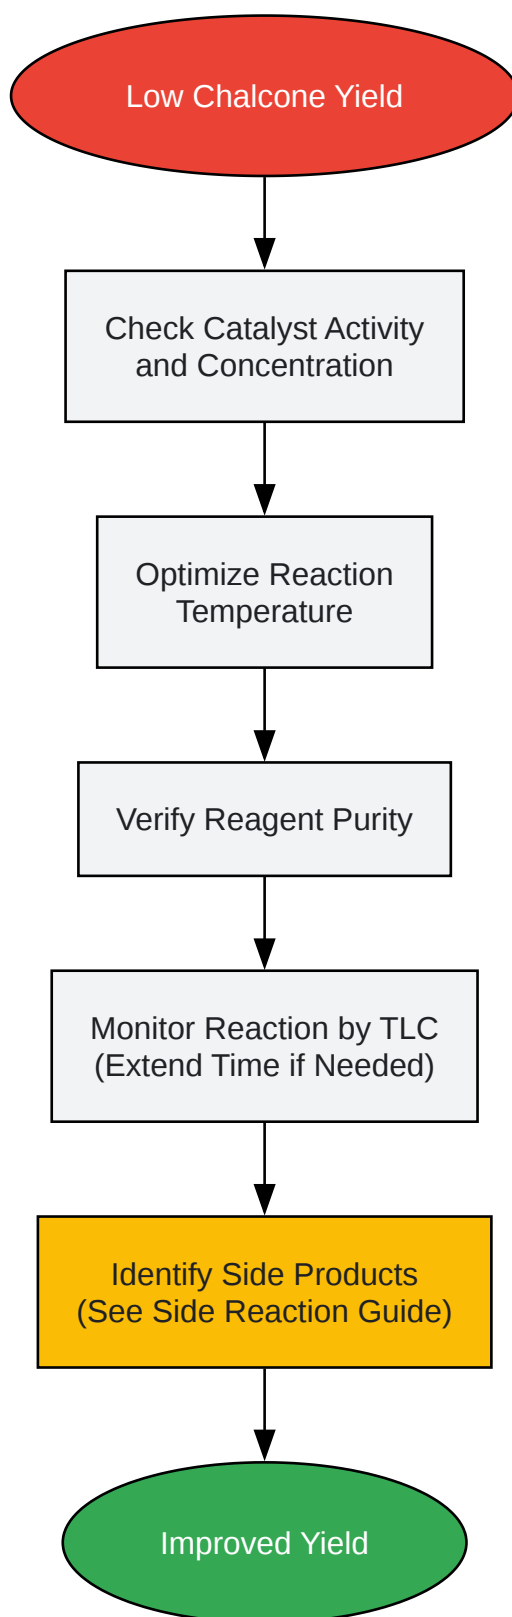 Low Chalcone Yield
Check Catalyst Activity
and Concentration
Optimize Reaction
Temperature
Verify Reagent Purity
Monitor Reaction by TLC
(Extend Time if Needed)
Identify Side Products
(See Side Reaction Guide)
Improved Yield